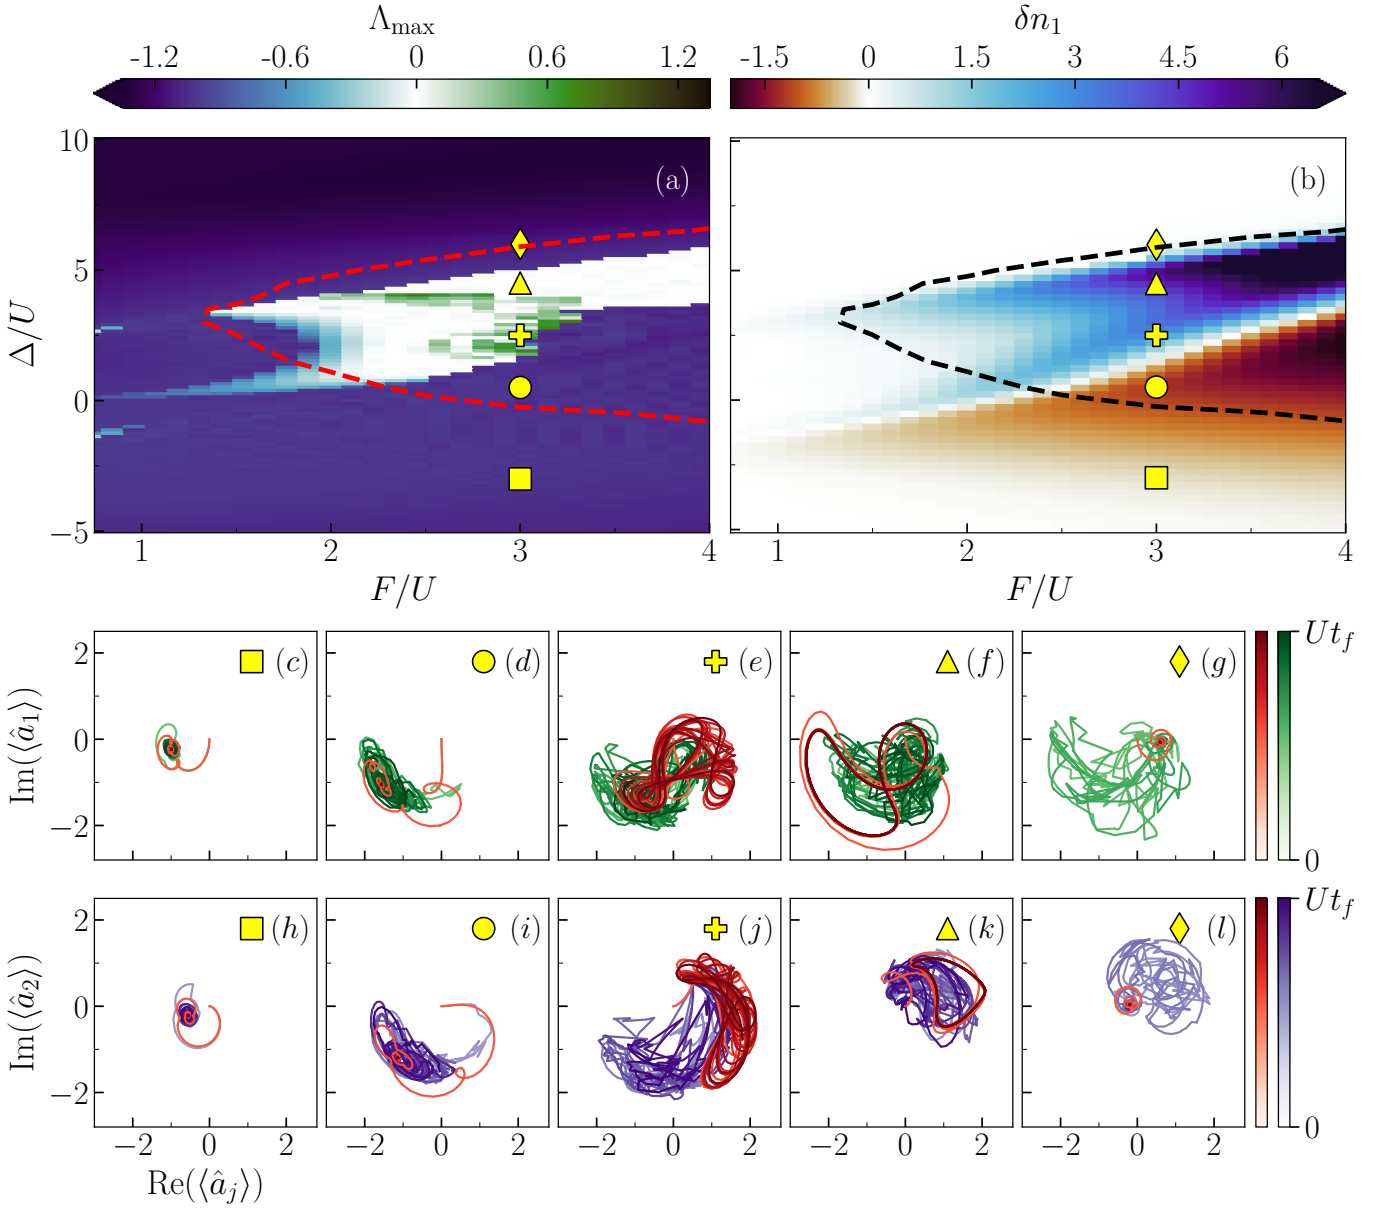 Λmax
δn1
-1.2 -0.6 0 0.6 1.2
-1.5 0 1.5 3 4.5 6
10
5
0
−5
Δ/U
(a)
(b)
1 2 3 4
1 2 3 4
F/U
F/U
2
0
−2
Im(⟨â1⟩)
(c)
(d)
(e)
(f)
(g)
Utf
0
2
0
−2
Im(⟨â2⟩)
(h)
(i)
(j)
(k)
(l)
Utf
0
−2 0 2
−2 0 2
−2 0 2
−2 0 2
−2 0 2
Re(⟨âj⟩)